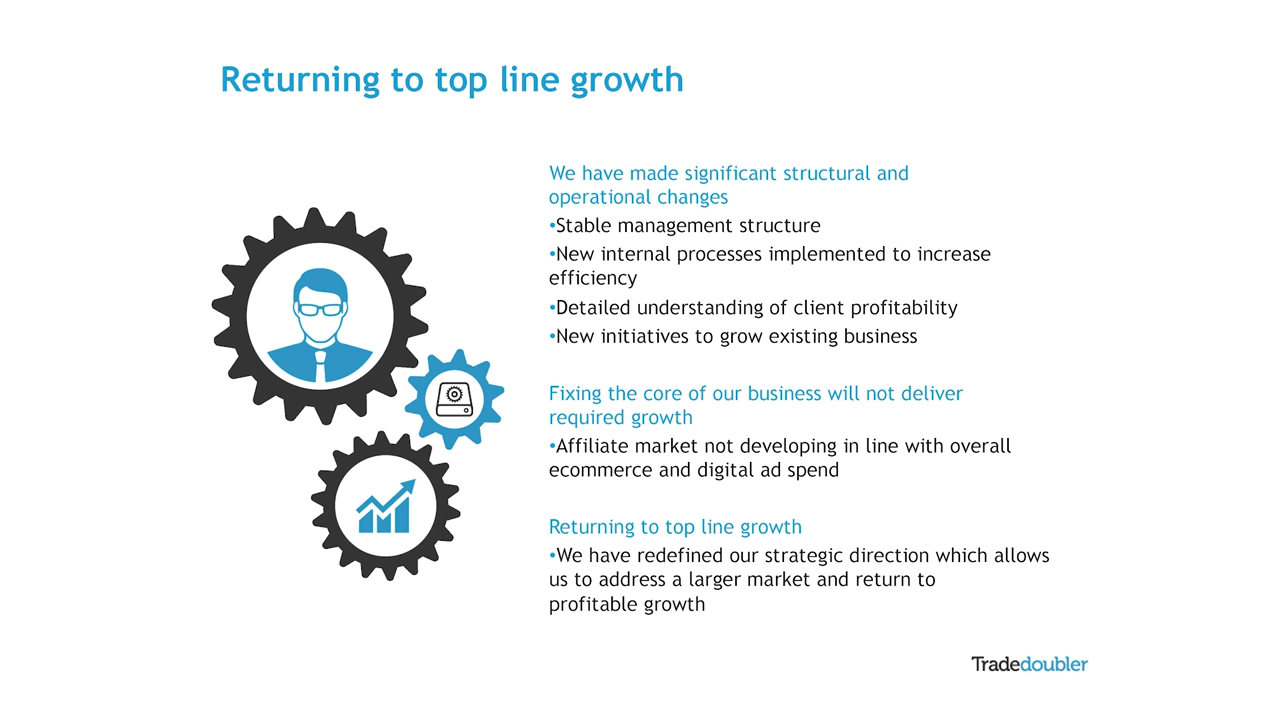 Returning to top line growth
We have made significant structural and
operational changes
•Stable management structure
•New internal processes implemented to increase
efficiency
•Detailed understanding of client profitability
•New initiatives to grow existing business
Fixing the core of our business will not deliver
required growth
•Affiliate market not developing in line with overall
ecommerce and digital ad spend
Returning to top line growth
•We have redefined our strategic direction which allows
us to address a larger market and return to
profitable growth
Tradedoubler